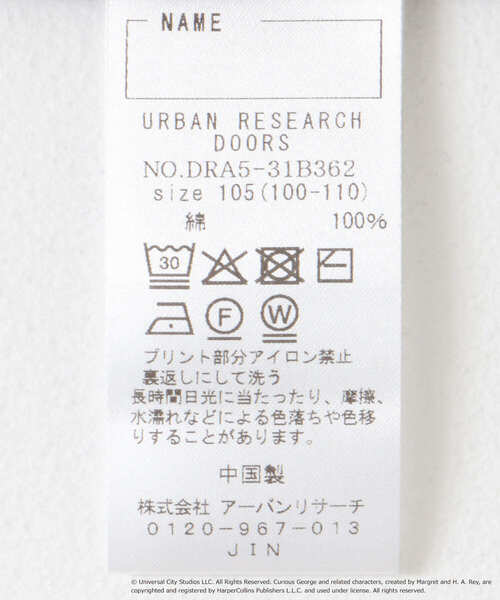 NAME
URBAN RESEARCH
DOORS
NO.DRA5-31B362
size 105(100-110)
綿 100%
30
F W
プリント部分アイロン禁止
裏返しにして洗う
長時間日光に当たったり、摩擦、
水濡れなどによる色落ちや色移
りすることがあります。
中国製
株式会社 アーバンリサーチ
0120-967-013
JIN
© Universal City Studios LLC. All Rights Reserved. Curious George and related characters, created by Margret and H. A. Rey, are
copyrighted and registered by HarperCollins Publishers L.L.C. and used under license. All rights reserved.